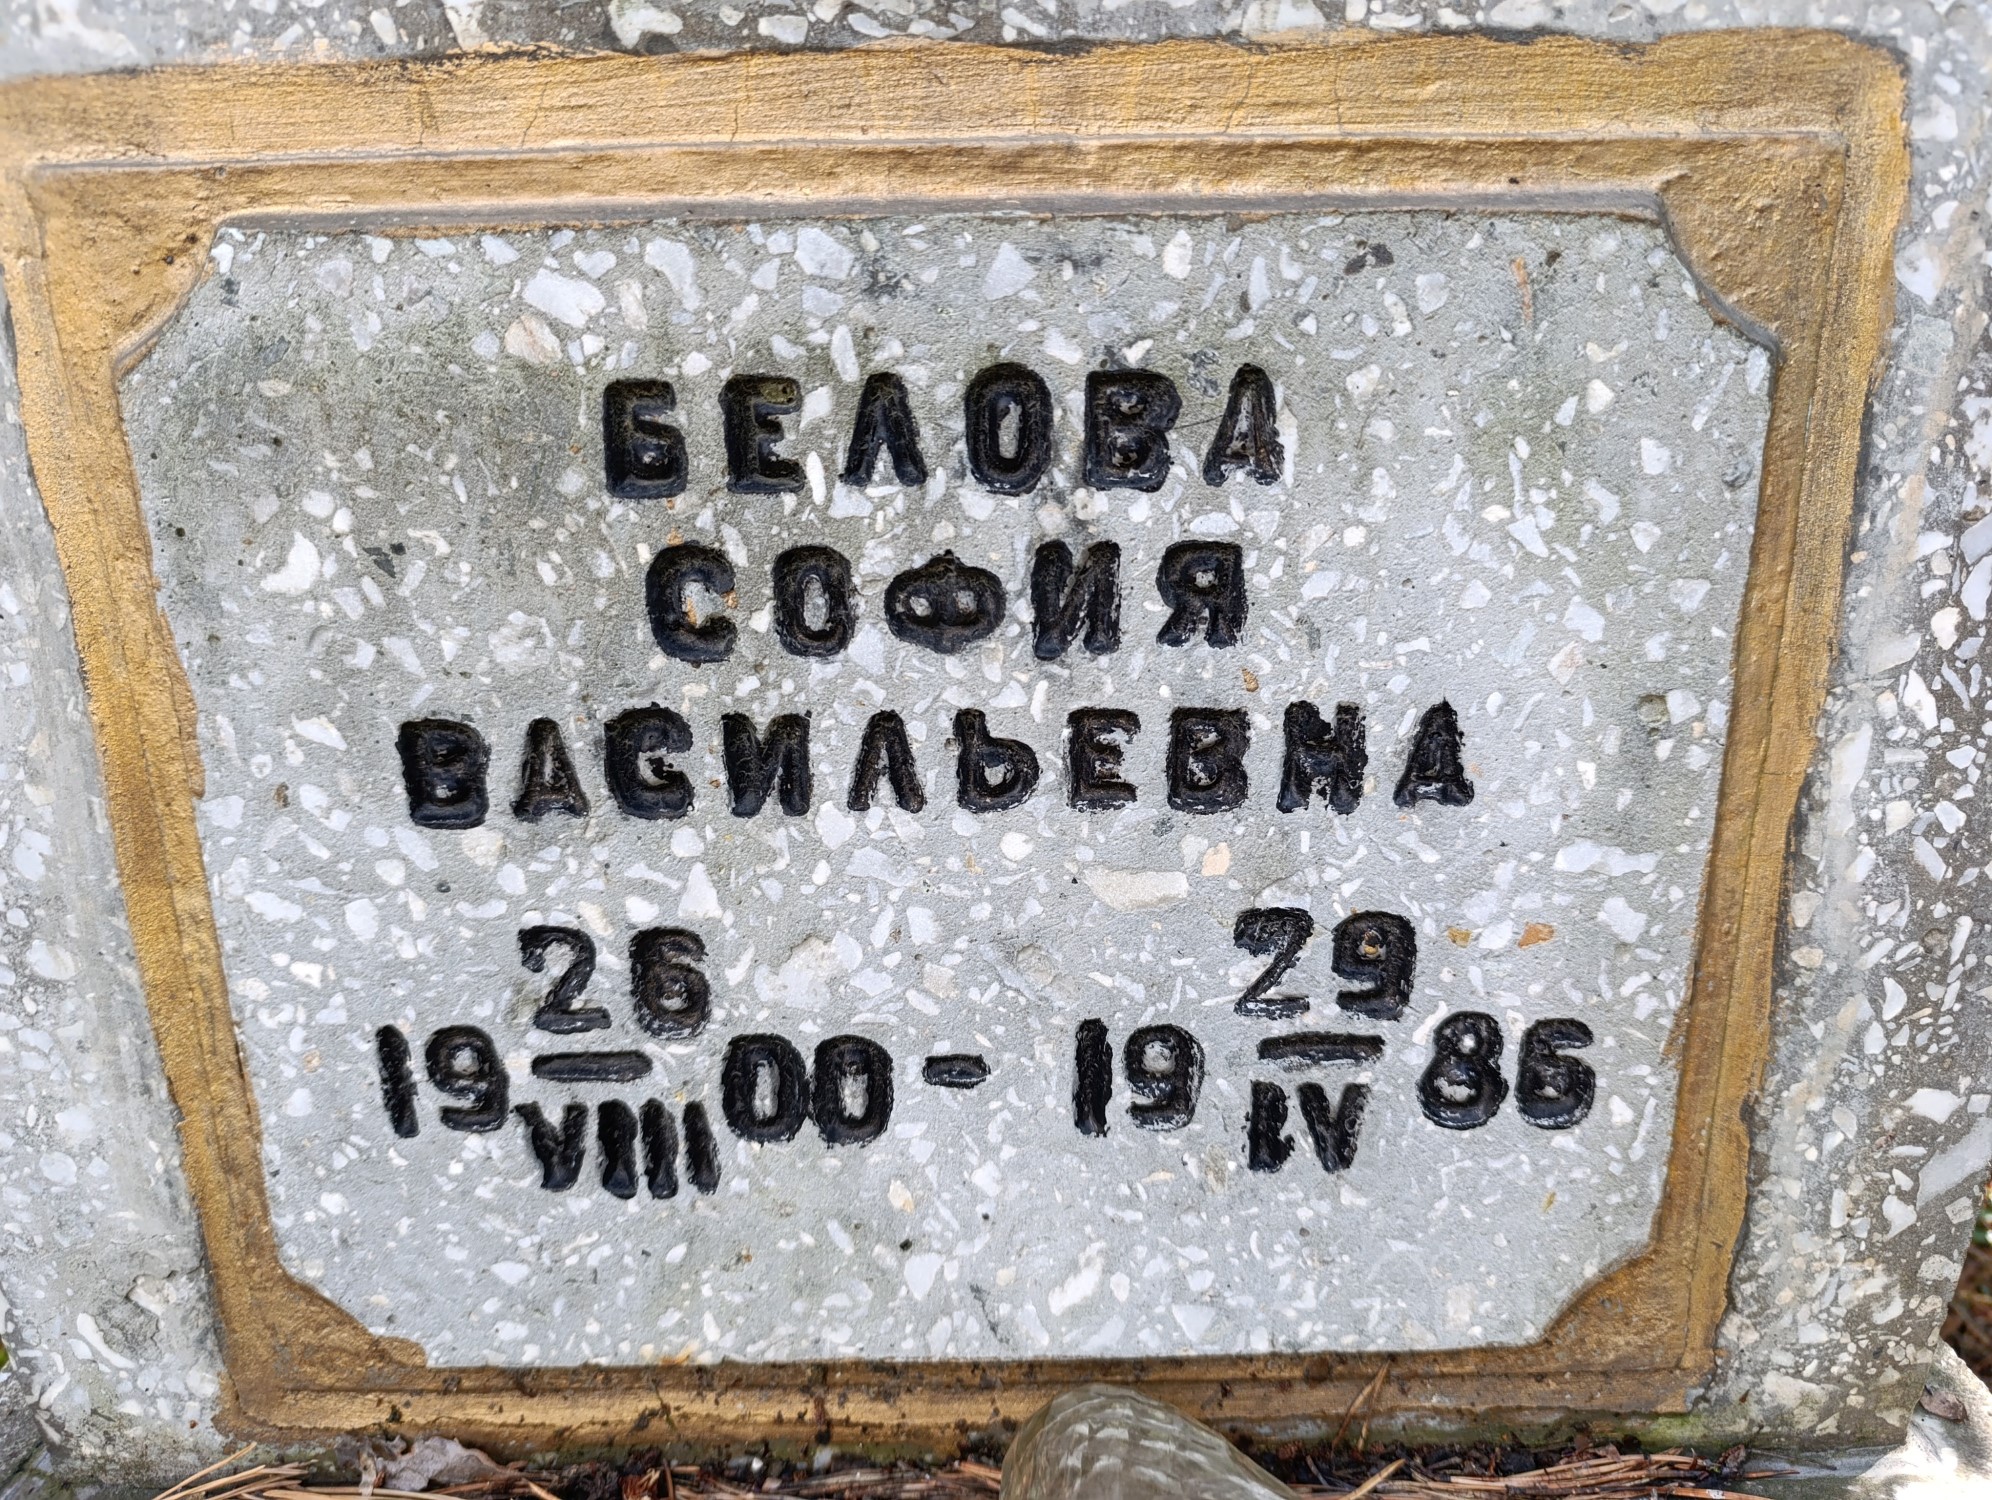 БЕЛОВА
СОФИЯ
ВАСИЛЬЕВНА
19 26/VIII 00 - 19 29/IV 86